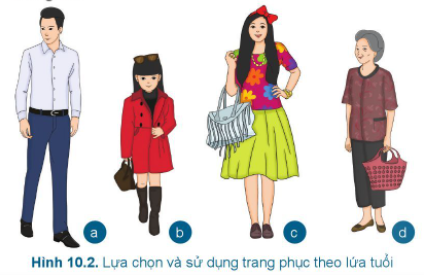 a
b
c
d
Hình 10.2. Lựa chọn và sử dụng trang phục theo lứa tuổi